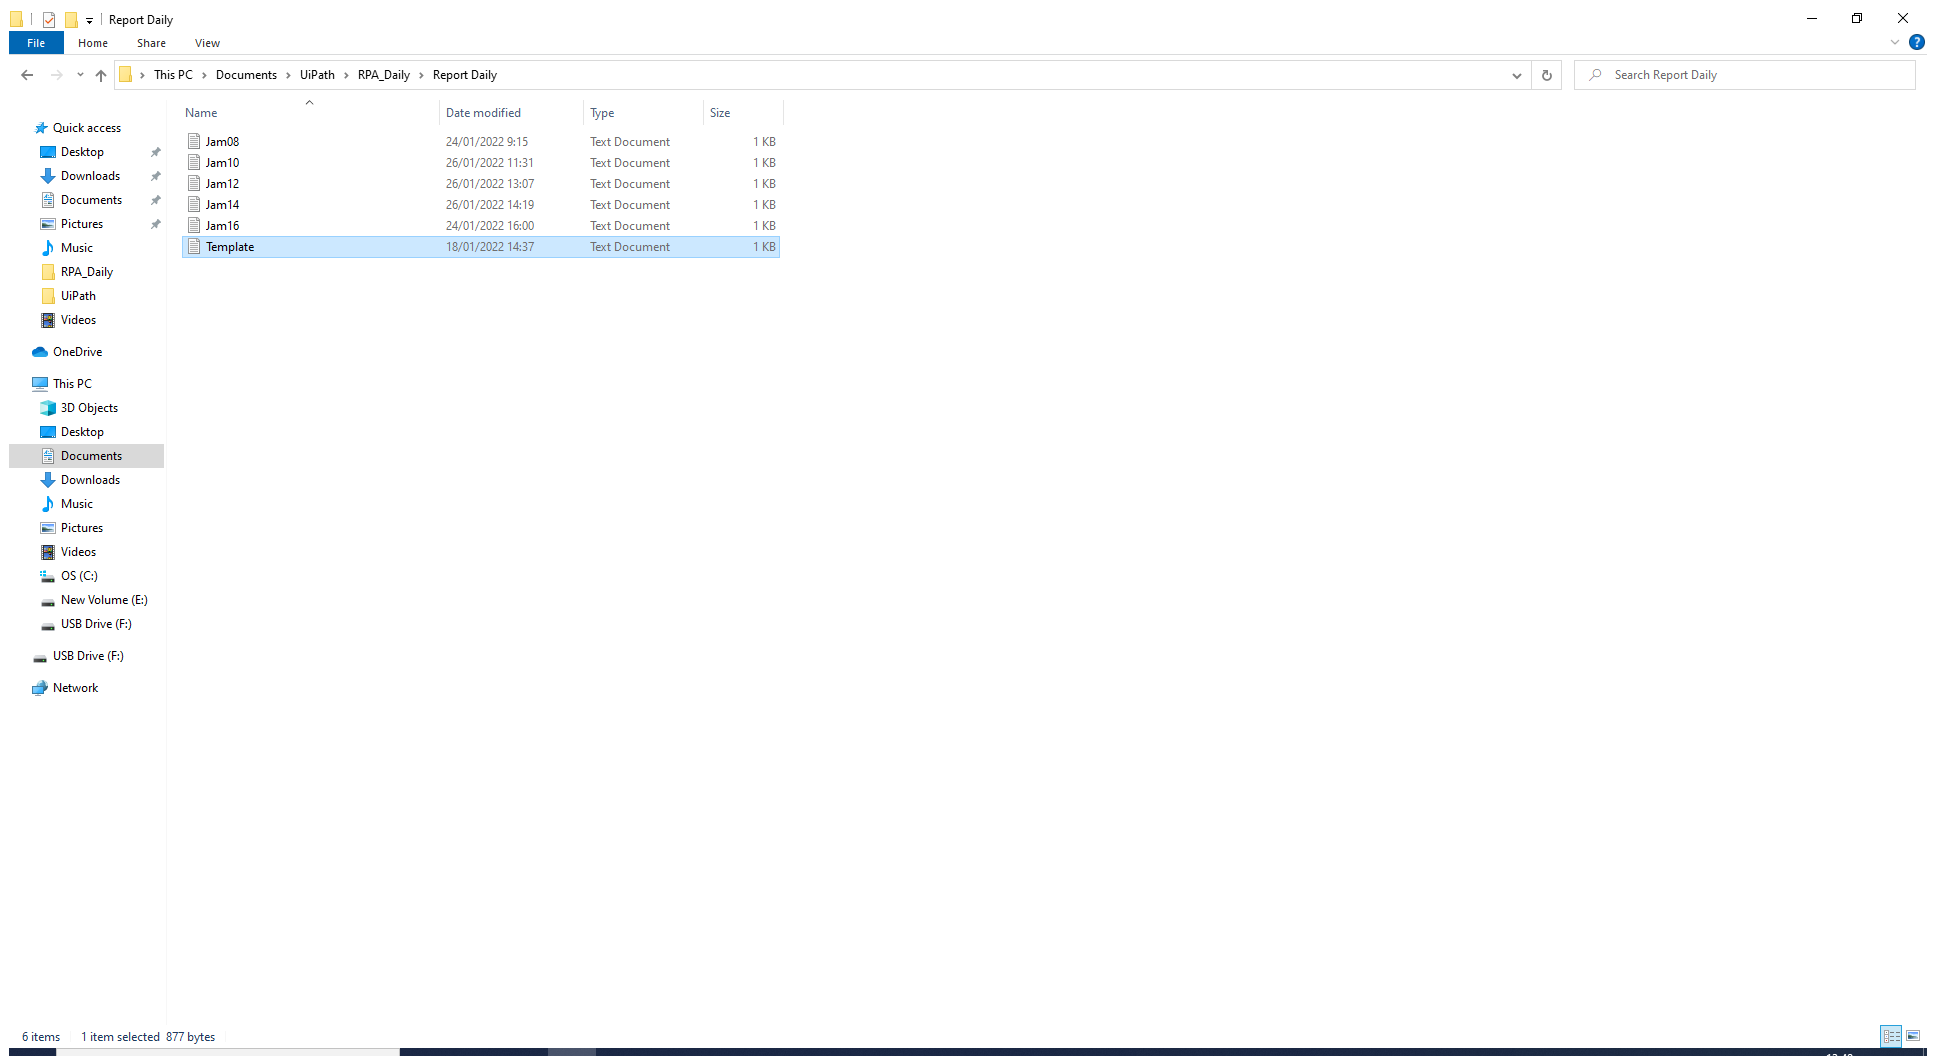 Report Daily
File Home Share View
This PC Documents UiPath RPA_Daily Report Daily Search Report Daily
Name Date modified Type Size
Jam08 24/01/2022 9:15 Text Document 1 KB
Jam10 26/01/2022 11:31 Text Document 1 KB
Jam12 26/01/2022 13:07 Text Document 1 KB
Jam14 26/01/2022 14:19 Text Document 1 KB
Jam16 24/01/2022 16:00 Text Document 1 KB
Template 18/01/2022 14:37 Text Document 1 KB
Quick access
Desktop
Downloads
Documents
Pictures
Music
RPA_Daily
UiPath
Videos
OneDrive
This PC
3D Objects
Desktop
Documents
Downloads
Music
Pictures
Videos
OS (C:)
New Volume (E:)
USB Drive (F:)
USB Drive (F:)
Network
6 items 1 item selected 877 bytes